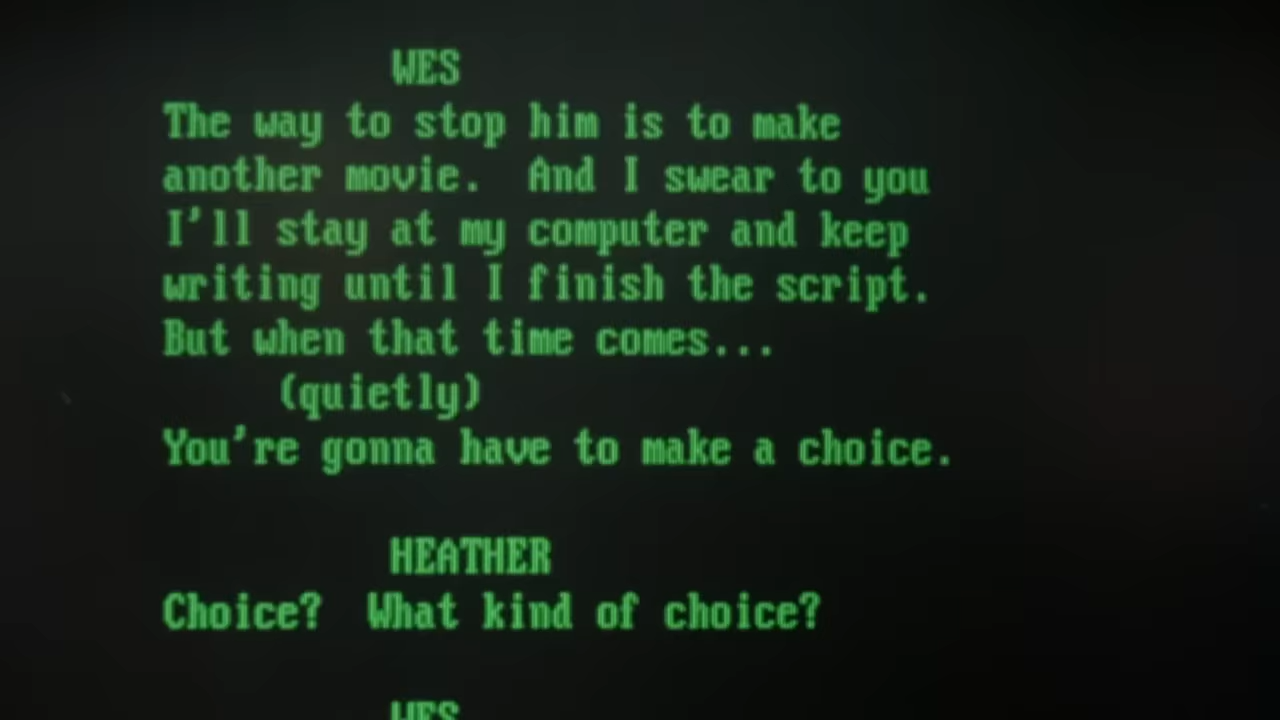 WES
The way to stop him is to make
another movie.  And I swear to you
I'll stay at my computer and keep
writing until I finish the script.
But when that time comes...
(quietly)
You're gonna have to make a choice.
HEATHER
Choice?  What kind of choice?
WES